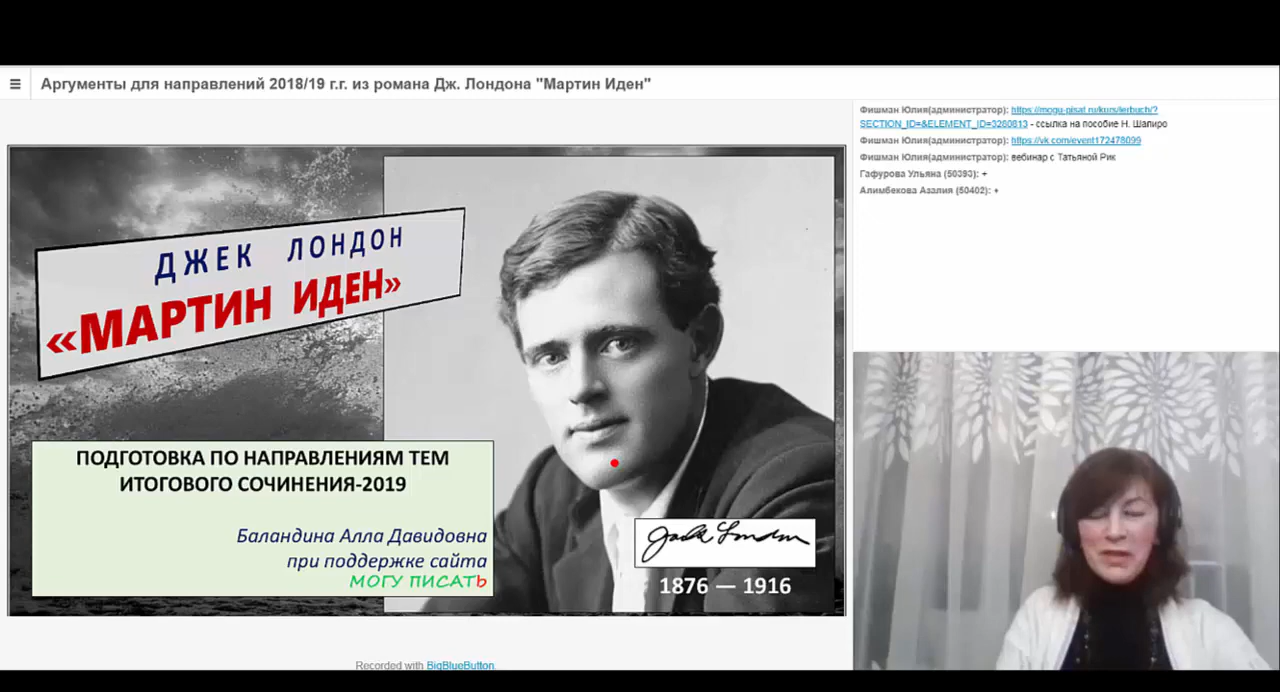 Аргументы для направлений 2018/19 г.г. из романа Дж. Лондона "Мартин Иден"
ДЖЕК ЛОНДОН
«МАРТИН ИДЕН»
ПОДГОТОВКА ПО НАПРАВЛЕНИЯМ ТЕМ
ИТОГОВОГО СОЧИНЕНИЯ-2019
Баландина Алла Давидовна
при поддержке сайта
МОГУ ПИСАТЬ
Jack London
1876 — 1916
Recorded with BigBlueButton.
Фишман Юлия(администратор): https://mogu-pisat.ru/kurs/lerbuch/?
SECTION_ID=&ELEMENT_ID=3280813 - ссылка на пособие Н. Шапиро
Фишман Юлия(администратор): https://vk.com/event172478099
Фишман Юлия(администратор): вебинар с Татьяной Рик
Гафурова Ульяна (50393): +
Алимбекова Азалия (50402): +